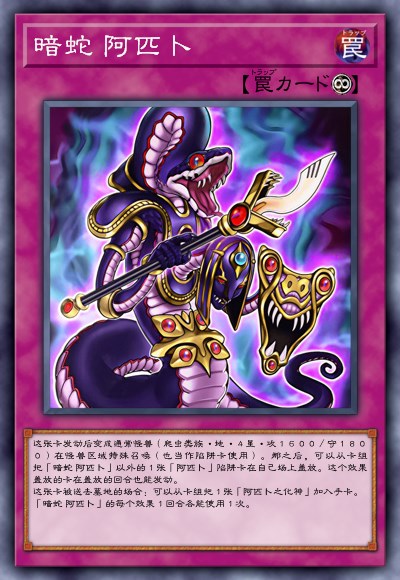 暗蛇 阿匹卜
トラップ
罠
トラップ
【罠カード】
这张卡发动后变成通常怪兽（爬虫类族·地·4星·攻1600／守180
0）在怪兽区域特殊召唤（也当作陷阱卡使用）。那之后，可以从卡组
把「暗蛇 阿匹卜」以外的1张「阿匹卜」陷阱卡在自己场上盖放。这个效果
盖放的卡在盖放的回合也能发动。
这张卡被送去墓地的场合：可以从卡组把1张「阿匹卜之化神」加入手卡。
「暗蛇 阿匹卜」的每个效果1回合各能使用1次。